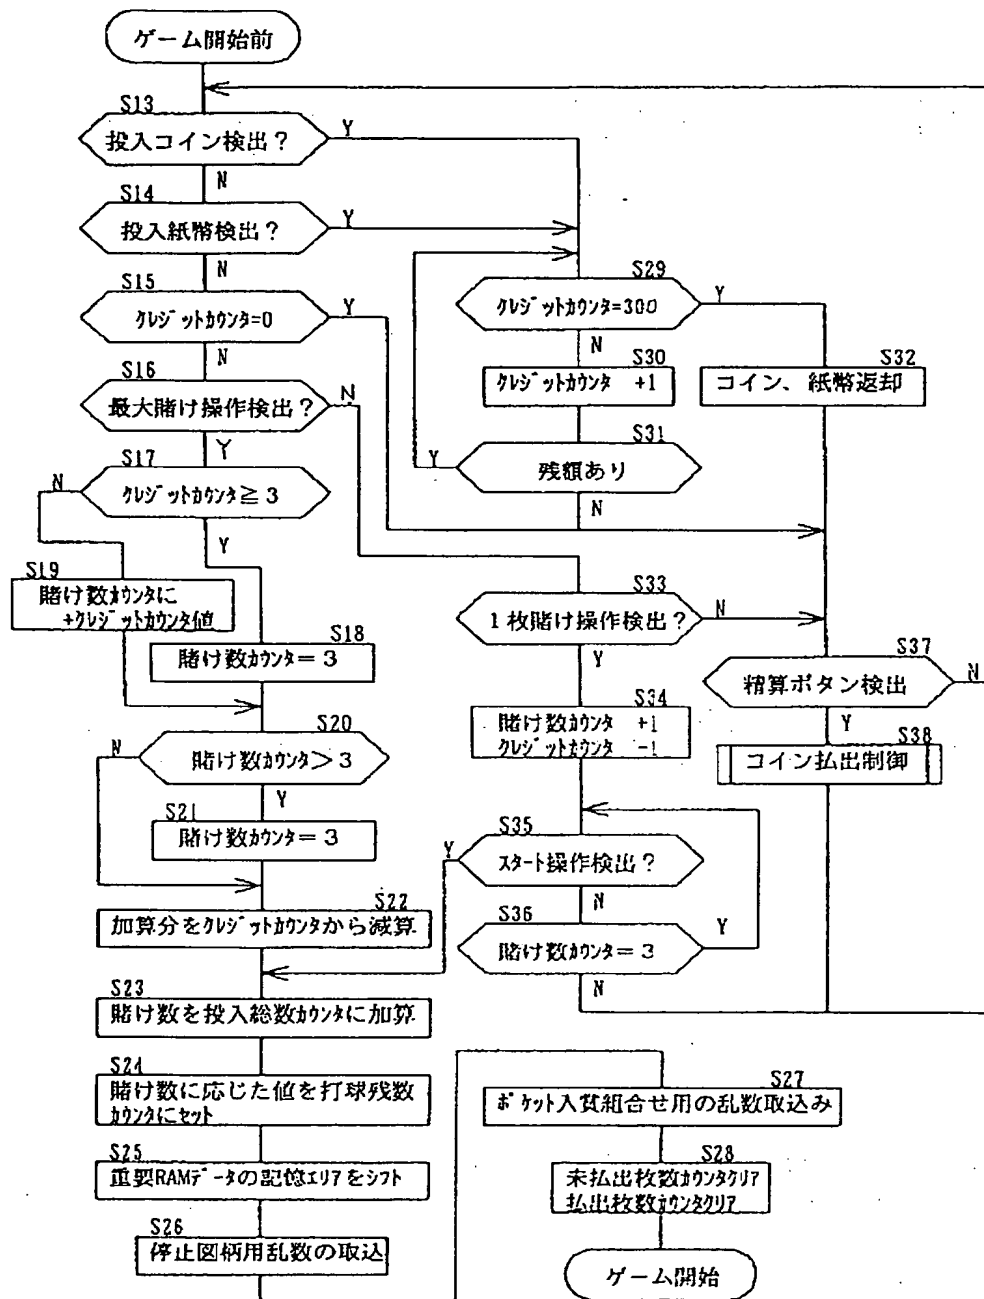 ゲーム開始前
S13
投入コイン検出?
Y
N
S14
投入紙幣検出?
Y
N
S15
クレジットカウンタ=0
Y
N
S16
最大賭け操作検出?
N
Y
S17
クレジットカウンタ≧3
N
Y
S19
賭け数カウンタに
+クレジットカウンタ値
S18
賭け数カウンタ=3
S20
賭け数カウンタ>3
N
Y
S21
賭け数カウンタ=3
S22
加算分をクレジットカウンタから減算
S23
賭け数を投入総数カウンタに加算
S24
賭け数に応じた値を打球残数
カウンタにセット
S25
重要RAMデータの記憶エリアをシフト
S26
停止図柄用乱数の取込
S29
クレジットカウンタ=300
Y
N
S30
クレジットカウンタ +1
S31
残額あり
Y
N
S32
コイン、紙幣返却
S33
1枚賭け操作検出?
N
Y
S34
賭け数カウンタ +1
クレジットカウンタ -1
S35
スタート操作検出?
Y
N
S36
賭け数カウンタ=3
Y
N
S37
精算ボタン検出
N
Y
S38
コイン払出制御
S27
ポケット入賞組合せ用の乱数取込み
S28
未払出枚数カウンタクリア
払出枚数カウンタクリア
ゲーム開始